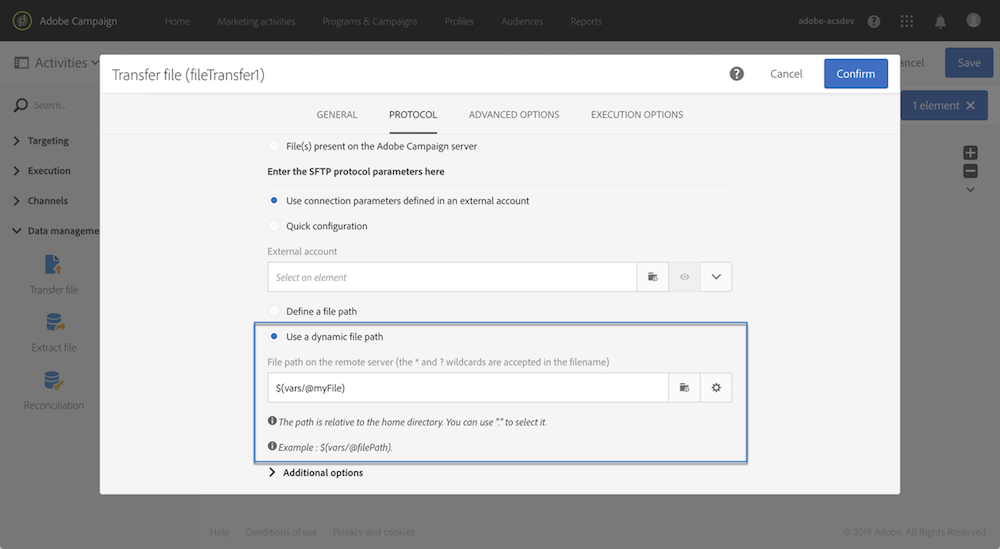 Adobe Campaign Home Marketing activities Programs & Campaigns Profiles Audiences Reports adobe-acsdev ?
Activities ancel Save
Transfer file (fileTransfer1) ? Cancel Confirm
Search... 1 element ✕
GENERAL PROTOCOL ADVANCED OPTIONS EXECUTION OPTIONS
Targeting
Execution
Channels
Data manageme
Transfer file
Extract file
Reconciliation
File(s) present on the Adobe Campaign server
Enter the SFTP protocol parameters here
Use connection parameters defined in an external account
Quick configuration
External account
Select an element
Define a file path
Use a dynamic file path
File path on the remote server (the * and ? wildcards are accepted in the filename)
$(vars/@myFile)
The path is relative to the home directory. You can use "." to select it.
Example : $(vars/@filePath).
Additional options
Help Conditions of use Privacy and cookies © 2019 Adobe. All Rights Reserved.